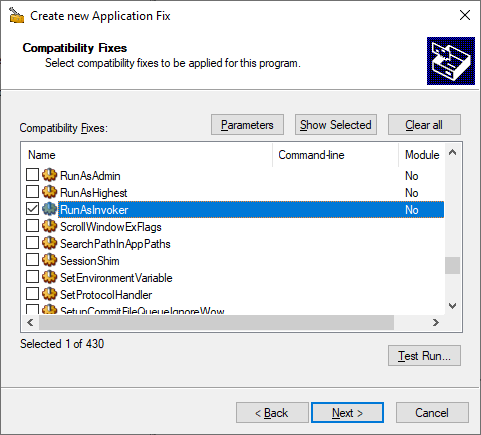 Create new Application Fix
Compatibility Fixes
Select compatibility fixes to be applied for this program.
Compatibility Fixes: Parameters Show Selected Clear all
Name Command-line Module
RunAsAdmin No
RunAsHighest No
RunAsInvoker No
ScrollWindowExFlags
SearchPathInAppPaths
SessionShim
SetEnvironmentVariable
SetProtocolHandler
SetupCommitFileQueueIgnoreWow
Selected 1 of 430
Test Run...
< Back Next > Cancel